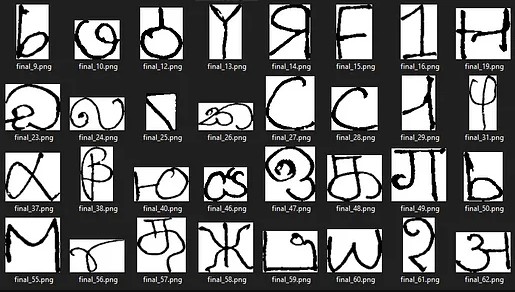 Y Я F 1 H
final_9.png final_10.png final_12.png final_13.png final_14.png final_15.png final_16.png final_19.png
C C φ
final_23.png final_24.png final_25.png final_26.png final_27.png final_28.png final_29.png final_31.png
α β Ю ь
final_37.png final_38.png final_40.png final_46.png final_47.png final_48.png final_49.png final_50.png
M Ж
final_55.png final_56.png final_57.png final_58.png final_59.png final_60.png final_61.png final_62.png